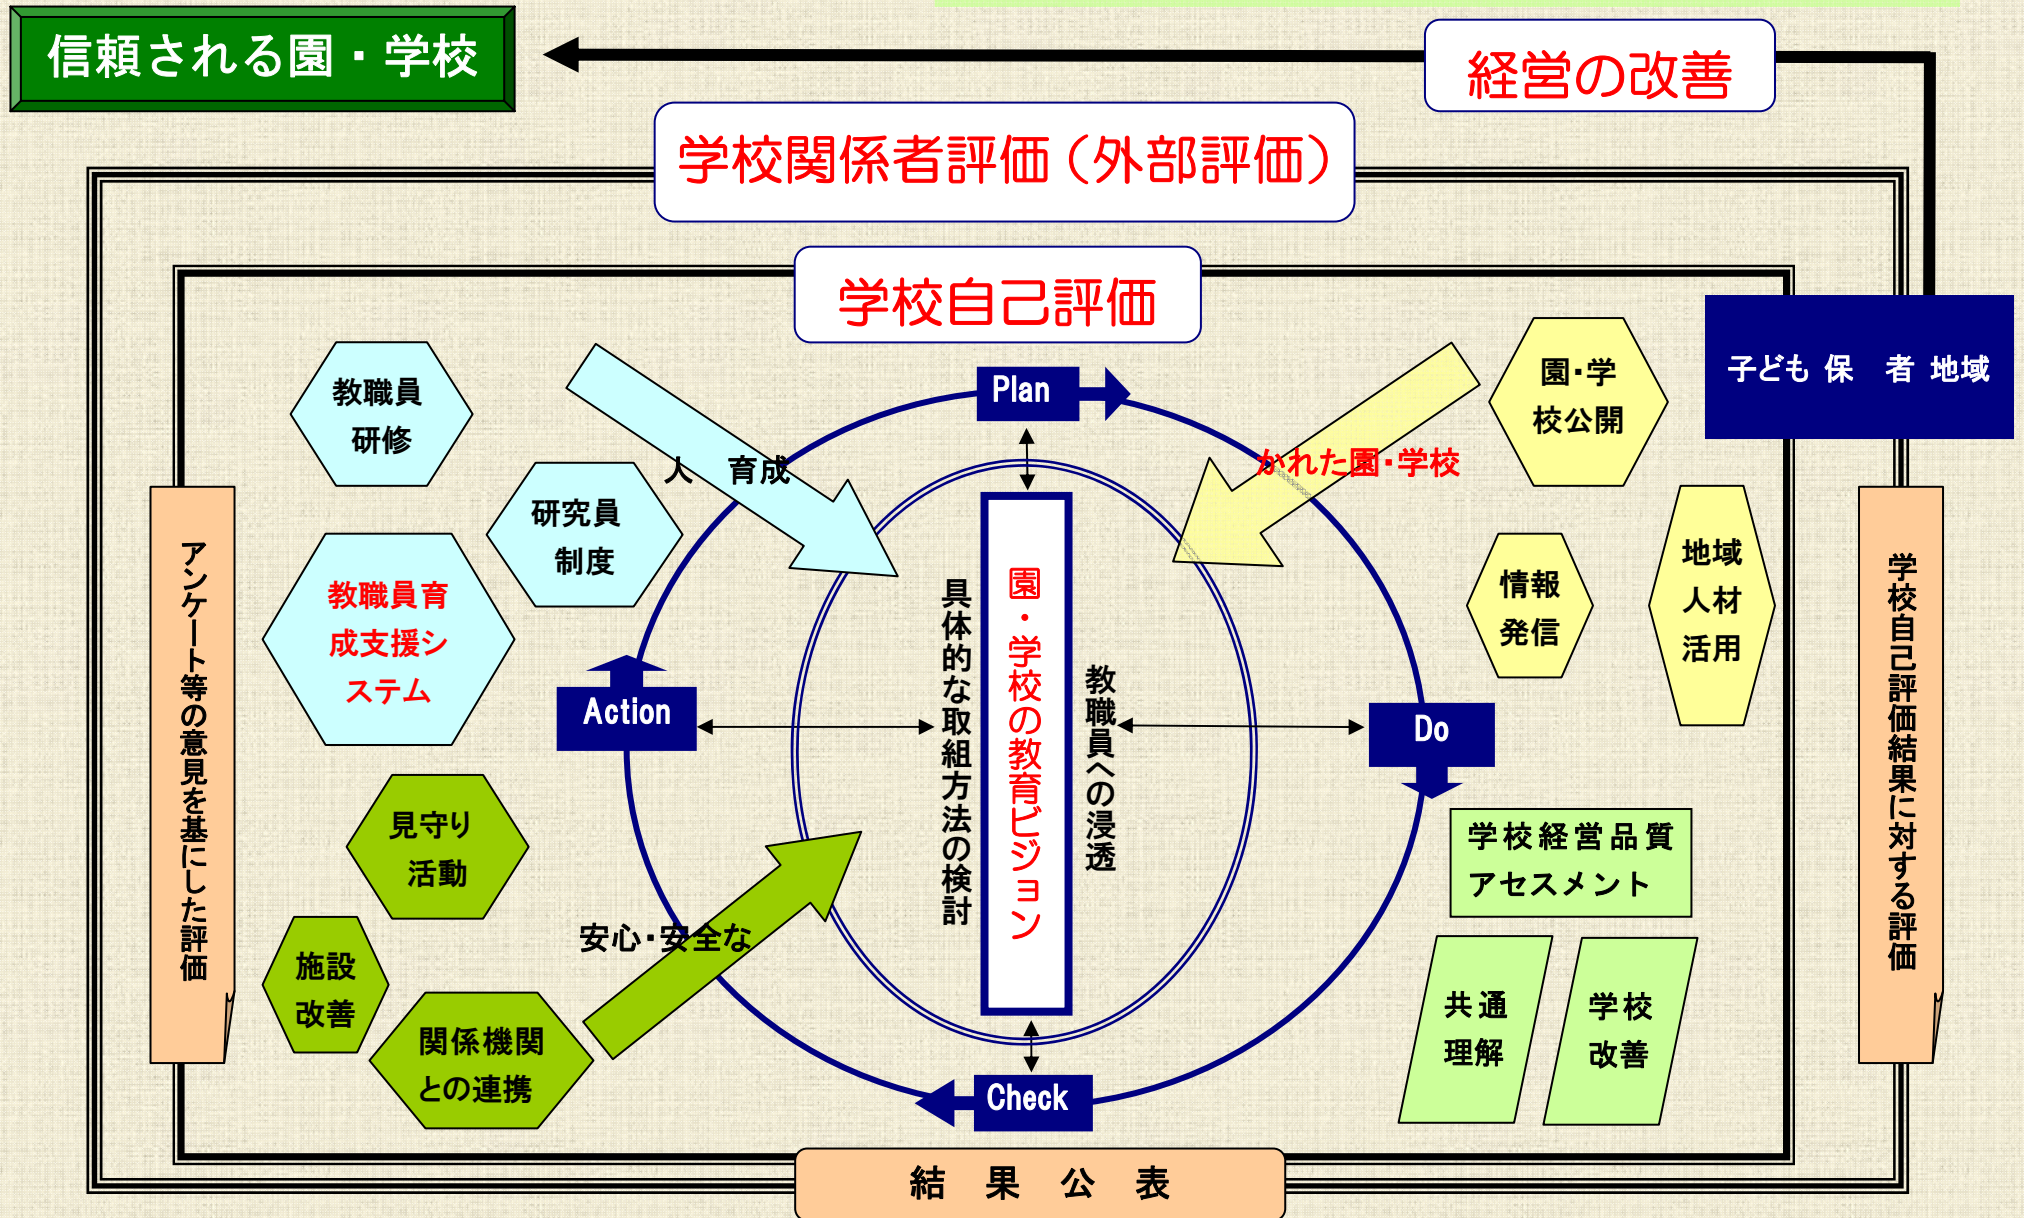 信頼される園・学校
経営の改善
学校関係者評価（外部評価）
学校自己評価
教職員
研修
研究員
制度
教職員育
成支援シ
ステム
人　育成
Plan
かれた園・学校
園・学
校公開
子ども 保　者 地域
情報
発信
地域
人材
活用
アンケート等の意見を基にした評価
Action
具体的な取組方法の検討
園・学校の教育ビジョン
教職員への浸透
Do
学校自己評価結果に対する評価
見守り
活動
施設
改善
関係機関
との連携
安心・安全な
Check
学校経営品質
アセスメント
共通
理解
学校
改善
結　果　公　表